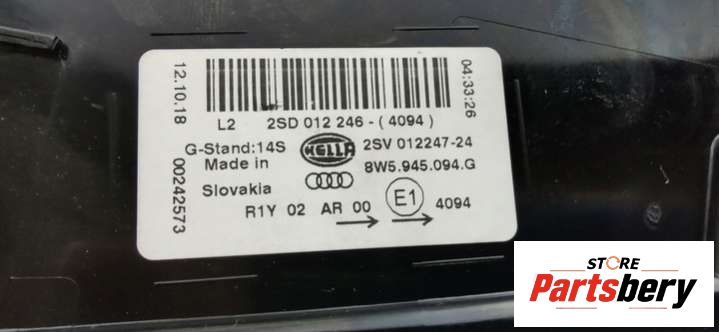 12.10.18
00242573
04:33:26
L2 2SD 012 246-(4094)
G-Stand:14S HELLA 2SV 012247-24
Made in 8W5.945.094.G
Slovakia
R1Y 02 AR 00 E1 4094
STORE
Partsbery